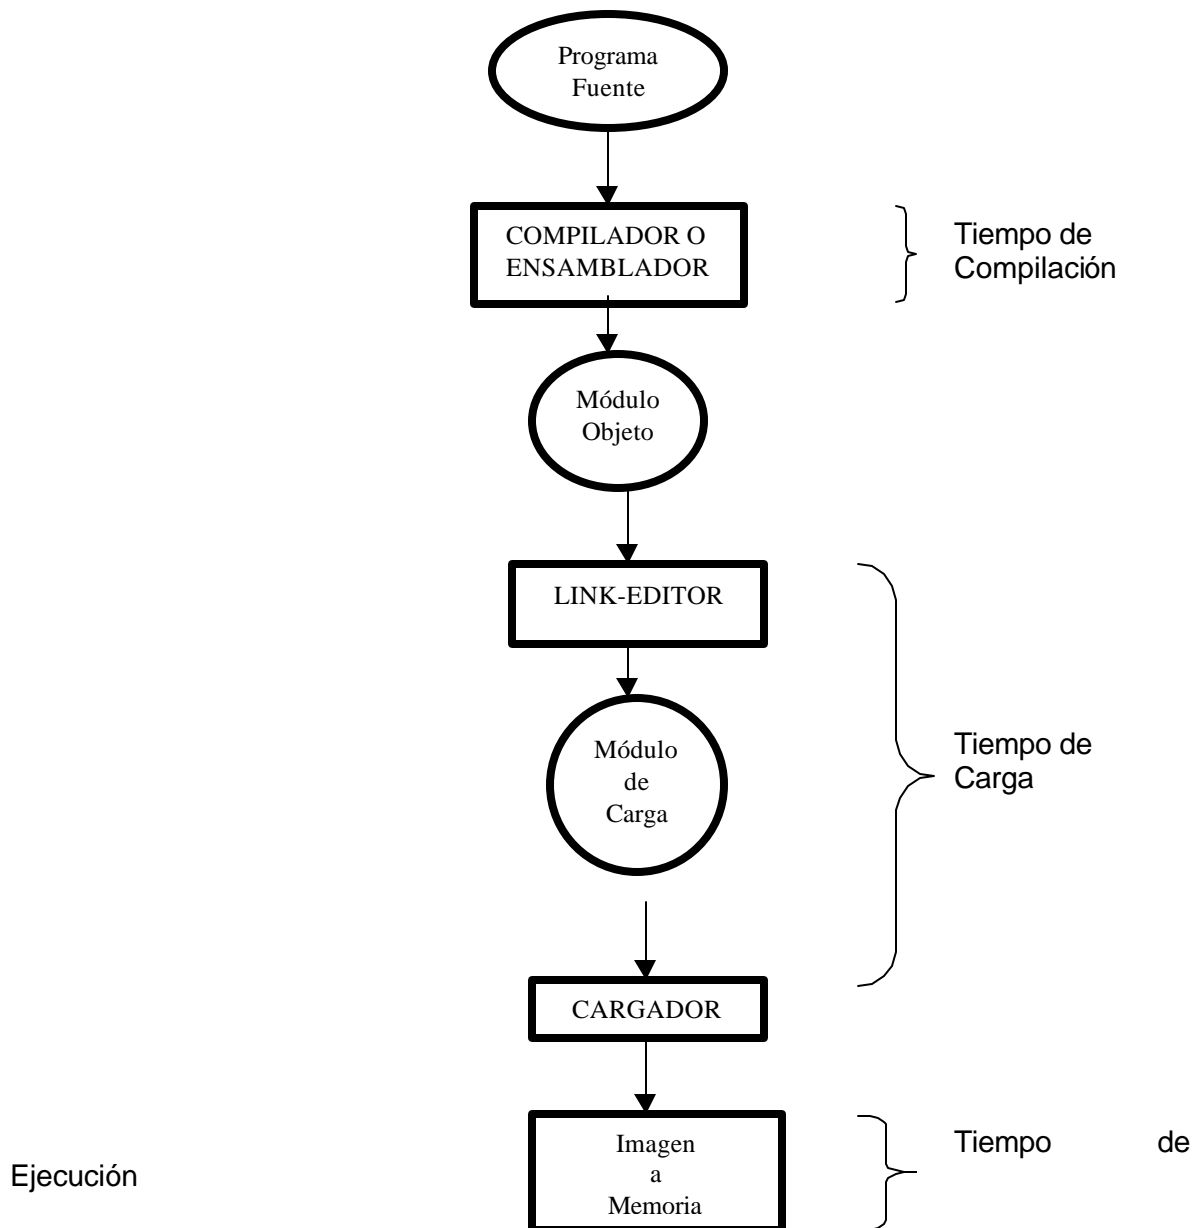 Programa
Fuente
COMPILADOR O
ENSAMBLADOR
Tiempo de
Compilación
Módulo
Objeto
LINK-EDITOR
Módulo
de
Carga
Tiempo de
Carga
CARGADOR
Imagen
a
Memoria
Tiempo de
Ejecución